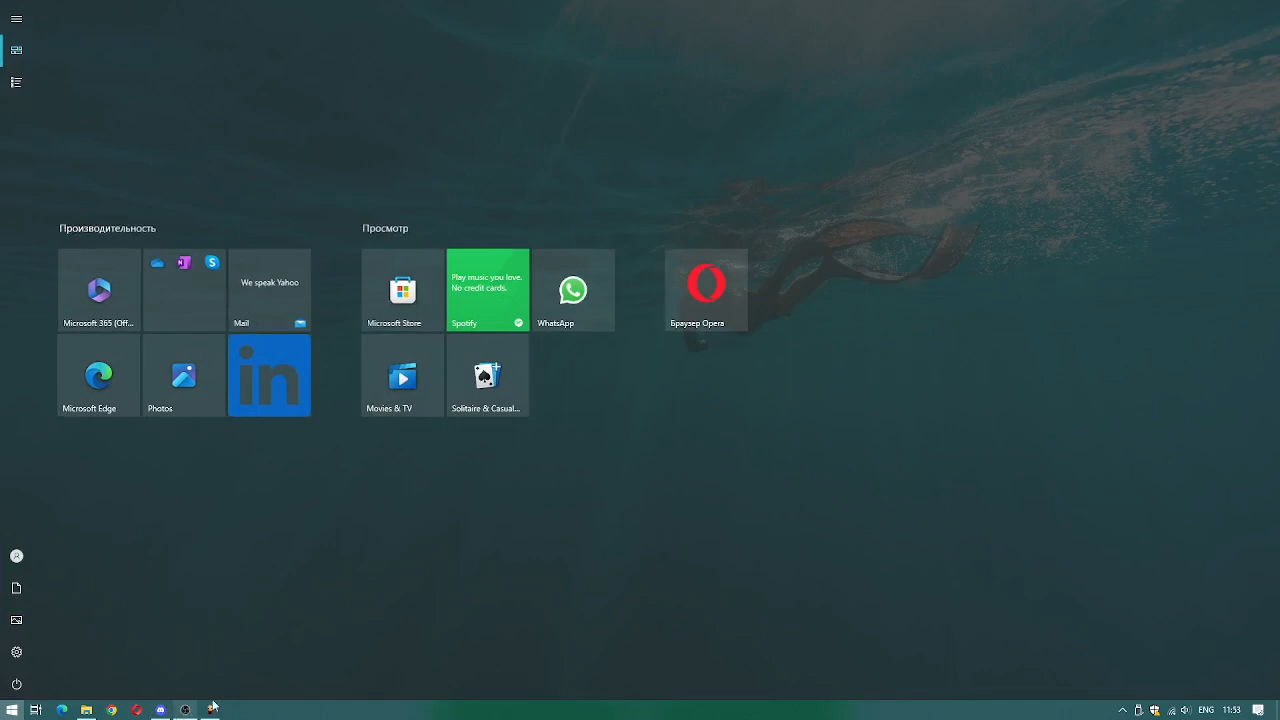 Производительность
Просмотр
We speak Yahoo
Play music you love.
No credit cards.
Microsoft 365 (Off...
Mail
Microsoft Store
Spotify
WhatsApp
Браузер Opera
in
Microsoft Edge
Photos
Movies & TV
Solitaire & Casual...
ENG
11:53